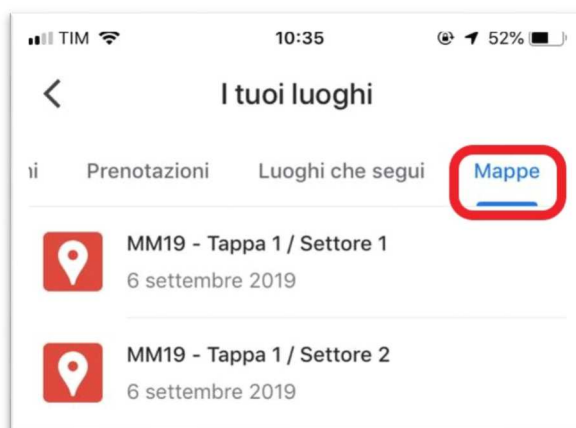 TIM 10:35 52%
I tuoi luoghi
ni Prenotazioni Luoghi che segui Mappe
MM19 - Tappa 1 / Settore 1
6 settembre 2019
MM19 - Tappa 1 / Settore 2
6 settembre 2019